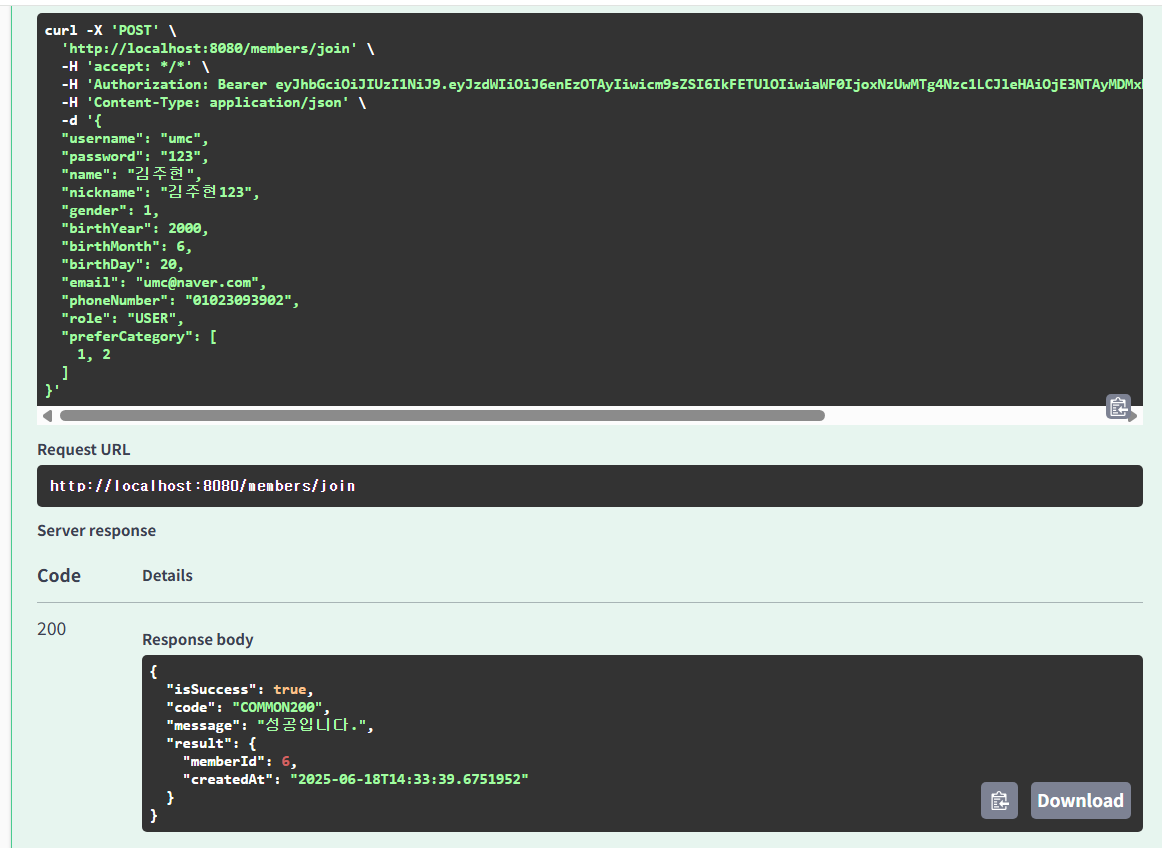 curl -X 'POST' \
'http://localhost:8080/members/join' \
-H 'accept: */*' \
-H 'Authorization: Bearer eyJhbGciOiJIUzI1NiJ9.eyJzdWIiOiJ6enEzOTAyIiwicm9sZSI6IkFETUlOIiwiaWF0IjoxNzUwMTg4Nzc1LCJleHAiOjE3NTAyMDMx
-H 'Content-Type: application/json' \
-d '{
"username": "umc",
"password": "123",
"name": "김주현",
"nickname": "김주현123",
"gender": 1,
"birthYear": 2000,
"birthMonth": 6,
"birthDay": 20,
"email": "umc@naver.com",
"phoneNumber": "01023093902",
"role": "USER",
"preferCategory": [
1, 2
]
}'
Request URL
http://localhost:8080/members/join
Server response
Code Details
200
Response body
{
"isSuccess": true,
"code": "COMMON200",
"message": "성공입니다.",
"result": {
"memberId": 6,
"createdAt": "2025-06-18T14:33:39.6751952"
}
}
Download